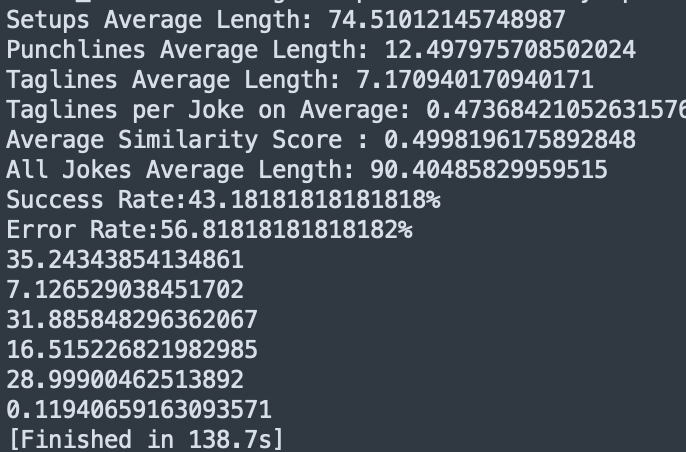 Setups Average Length: 74.51012145748987
Punchlines Average Length: 12.497975708502024
Taglines Average Length: 7.170940170940171
Taglines per Joke on Average: 0.47368421052631576
Average Similarity Score : 0.4998196175892848
All Jokes Average Length: 90.40485829959515
Success Rate:43.18181818181818%
Error Rate:56.81818181818182%
35.24343854134861
7.126529038451702
31.885848296362067
16.515226821982985
28.99900462513892
0.11940659163093571
[Finished in 138.7s]